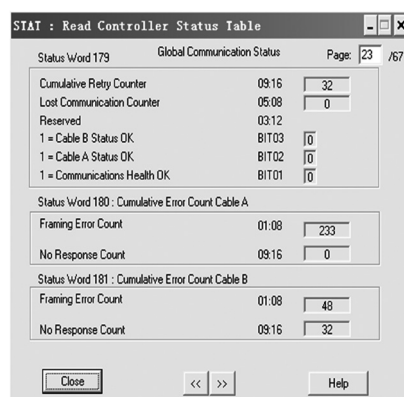 STAT : Read Controller Status Table
Status Word 179 Global Communication Status Page: 23 /67
Cumulative Retry Counter 09:16 32
Lost Communication Counter 05:08 0
Reserved 03:12
1 = Cable B Status OK BIT03 0
1 = Cable A Status OK BIT02 0
1 = Communications Health OK BIT01 0
Status Word 180 : Cumulative Error Count Cable A
Framing Error Count 01:08 233
No Response Count 09:16 0
Status Word 181 : Cumulative Error Count Cable B
Framing Error Count 01:08 48
No Response Count 09:16 32
Close << >> Help